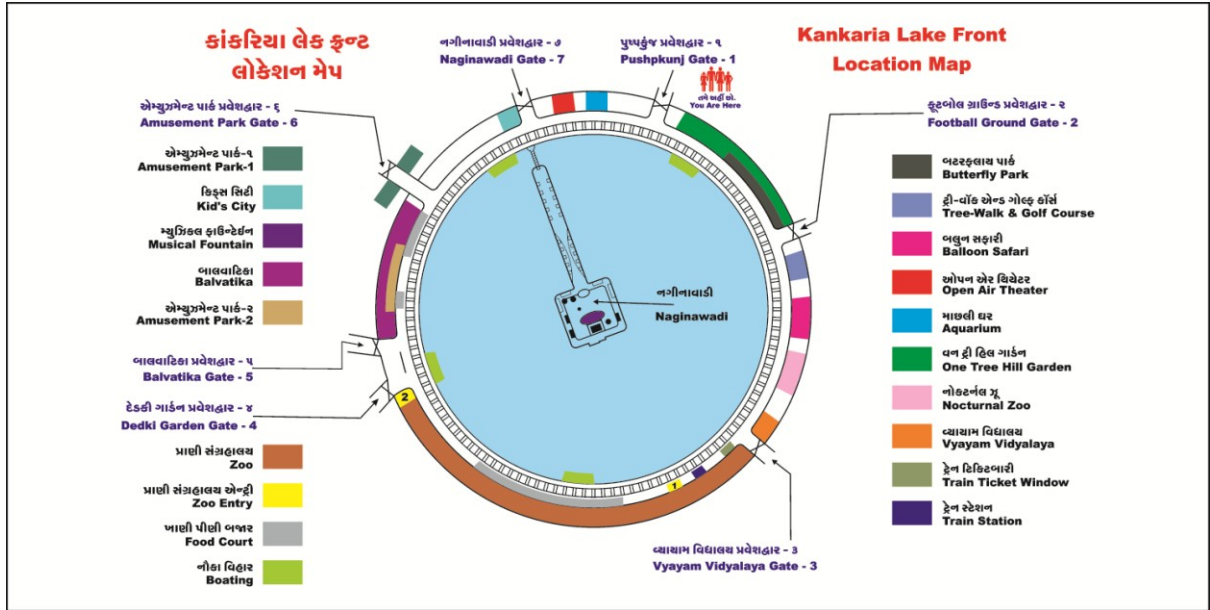 કાંકરિયા લેક ફ્રન્ટ
લોકેશન મેપ
નગીનાવાડી પ્રવેશદ્વાર - ૭
Naginawadi Gate - 7
પુષ્પકુંજ પ્રવેશદ્વાર - ૧
Pushpkunj Gate - 1
તમે અહીં છો.
You Are Here
Kankaria Lake Front
Location Map
એમ્યુઝમેન્ટ પાર્ક પ્રવેશદ્વાર - ૬
Amusement Park Gate - 6
ફૂટબોલ ગ્રાઉન્ડ પ્રવેશદ્વાર - ૨
Football Ground Gate - 2
એમ્યુઝમેન્ટ પાર્ક-૧
Amusement Park-1
કિડ્સ સિટી
Kid's City
મ્યુઝિકલ ફાઉન્ટેઈન
Musical Fountain
બાલવાટિકા
Balvatika
એમ્યુઝમેન્ટ પાર્ક-૨
Amusement Park-2
બાલવાટિકા પ્રવેશદ્વાર - ૫
Balvatika Gate - 5
દેડકી ગાર્ડન પ્રવેશદ્વાર - ૪
Dedki Garden Gate - 4
પ્રાણી સંગ્રહાલય
Zoo
પ્રાણી સંગ્રહાલય એન્ટ્રી
Zoo Entry
ખાણી પીણી બજાર
Food Court
નૌકા વિહાર
Boating
નગીનાવાડી
Naginawadi
2
1
વ્યાયામ વિદ્યાલય પ્રવેશદ્વાર - ૩
Vyayam Vidyalaya Gate - 3
બટરફ્લાય પાર્ક
Butterfly Park
ટ્રી-વૉક એન્ડ ગોલ્ફ કૉર્સ
Tree-Walk & Golf Course
બલુન સફારી
Balloon Safari
ઓપન એર થિયેટર
Open Air Theater
માછલી ઘર
Aquarium
વન ટ્રી હિલ ગાર્ડન
One Tree Hill Garden
નોકટર્નલ ઝૂ
Nocturnal Zoo
વ્યાયામ વિદ્યાલય
Vyayam Vidyalaya
ટ્રેન ટિકિટબારી
Train Ticket Window
ટ્રેન સ્ટેશન
Train Station